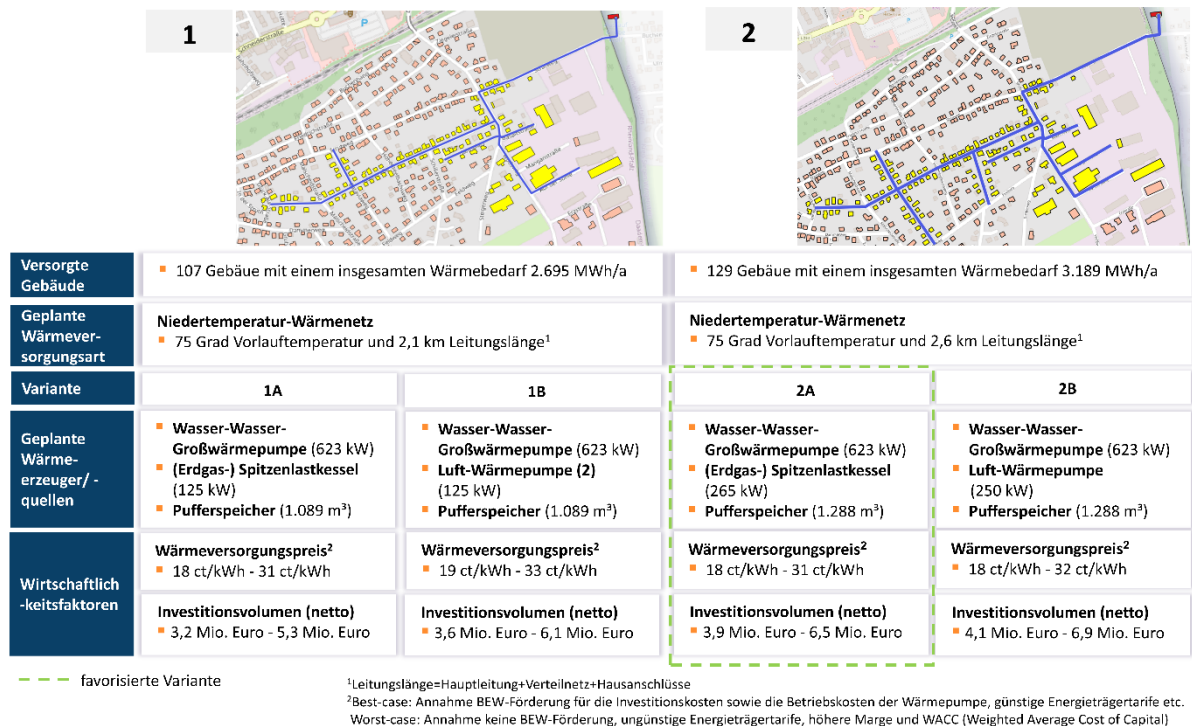 1
2
Versorgte
Gebäude
107 Gebäude mit einem insgesamten Wärmebedarf 2.695 MWh/a
129 Gebäude mit einem insgesamten Wärmebedarf 3.189 MWh/a
Geplante
Wärmever-
sorgungsart
Niedertemperatur-Wärmenetz
75 Grad Vorlauftemperatur und 2,1 km Leitungslänge¹
Niedertemperatur-Wärmenetz
75 Grad Vorlauftemperatur und 2,6 km Leitungslänge¹
Variante
1A
1B
2A
2B
Geplante
Wärme-
erzeuger/ -
quellen
Wasser-Wasser-
Großwärmepumpe (623 kW)
(Erdgas-) Spitzenlastkessel
(125 kW)
Pufferspeicher (1.089 m³)
Wasser-Wasser-
Großwärmepumpe (623 kW)
Luft-Wärmepumpe (2)
(125 kW)
Pufferspeicher (1.089 m³)
Wasser-Wasser-
Großwärmepumpe (623 kW)
(Erdgas-) Spitzenlastkessel
(265 kW)
Pufferspeicher (1.288 m³)
Wasser-Wasser-
Großwärmepumpe (623 kW)
Luft-Wärmepumpe
(250 kW)
Pufferspeicher (1.288 m³)
Wirtschaftlich
-keitsfaktoren
Wärmeversorgungspreis²
18 ct/kWh - 31 ct/kWh
Wärmeversorgungspreis²
19 ct/kWh - 33 ct/kWh
Wärmeversorgungspreis²
18 ct/kWh - 31 ct/kWh
Wärmeversorgungspreis²
18 ct/kWh - 32 ct/kWh
Investitionsvolumen (netto)
3,2 Mio. Euro - 5,3 Mio. Euro
Investitionsvolumen (netto)
3,6 Mio. Euro - 6,1 Mio. Euro
Investitionsvolumen (netto)
3,9 Mio. Euro - 6,5 Mio. Euro
Investitionsvolumen (netto)
4,1 Mio. Euro - 6,9 Mio. Euro
favorisierte Variante
¹Leitungslänge=Hauptleitung+Verteilnetz+Hausanschlüsse
²Best-case: Annahme BEW-Förderung für die Investitionskosten sowie die Betriebskosten der Wärmepumpe, günstige Energieträgertarife etc.
Worst-case: Annahme keine BEW-Förderung, ungünstige Energieträgertarife, höhere Marge und WACC (Weighted Average Cost of Capital)